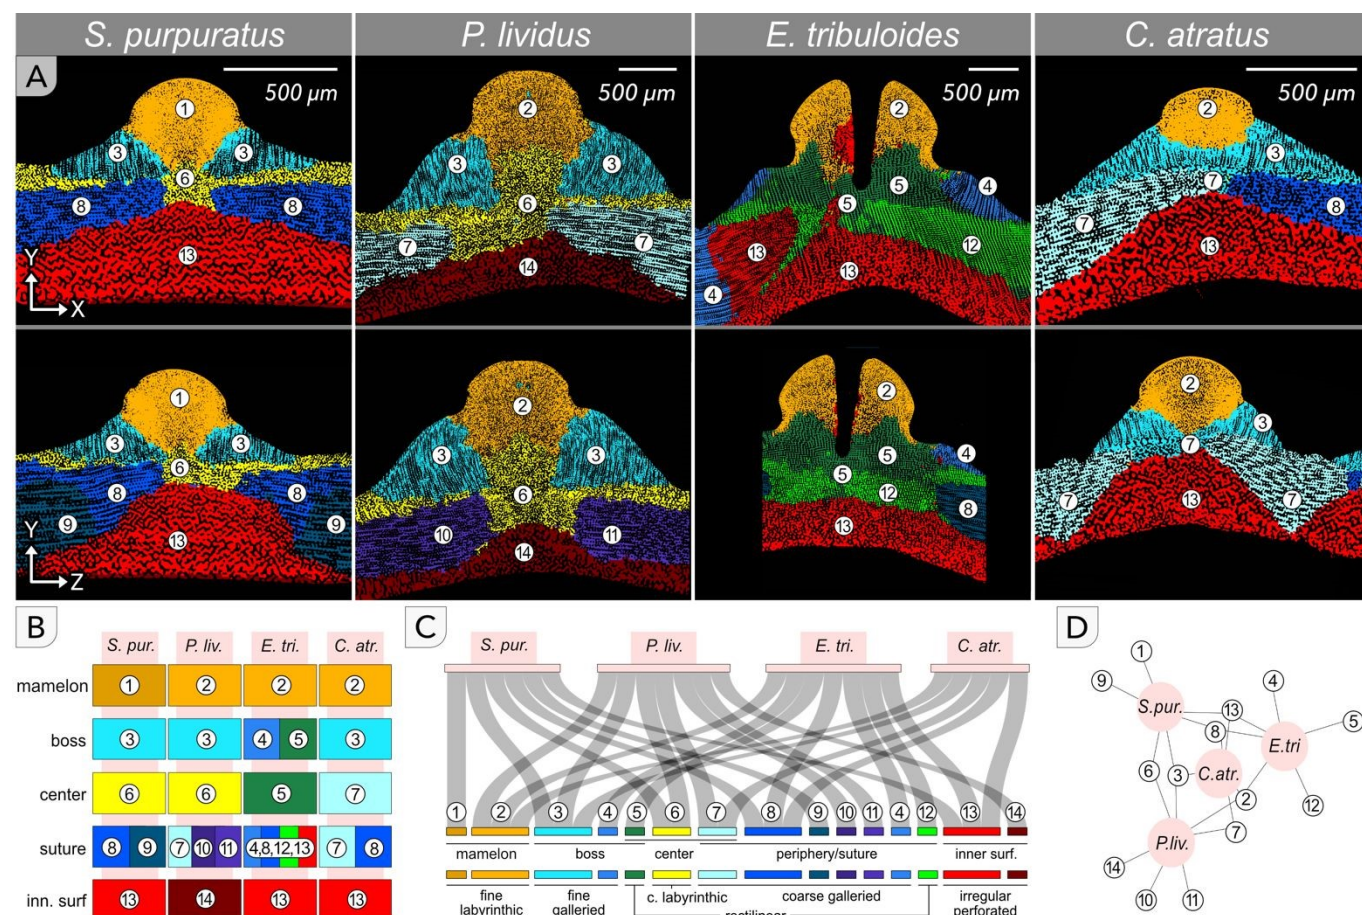 S. purpuratus P. lividus E. tribuloides C. atratus
A
500 µm 500 µm 500 µm 500 µm
1 2 2 2
3 3 3 3 5 4 3
6 6 5 7
8 8 7 7 13 12 7 8
13 14 4 13 13
Y
X
1 2 2 2
3 3 3 3 5 4 3
6 6 5 7
9 8 8 9 10 11 12 8 7 7
13 14 13 13
Y
Z
B
S. pur. P. liv. E. tri. C. atr.
mamelon 1 2 2 2
boss 3 3 4 5 3
center 6 6 5 7
suture 8 9 7 10 11 4,8,12,13 7 8
inn. surf 13 14 13 13
C
S. pur. P. liv. E. tri. C. atr.
1 2 3 4 5 6 7 8 9 10 11 4 12 13 14
mamelon boss center periphery/suture inner surf.
fine labyrinthic fine galleried c. labyrinthic coarse galleried irregular perforated
D
1
9 4
S.pur. 13 5
8 E.tri
6 3 C.atr.
2 12
P.liv. 7
14
10 11